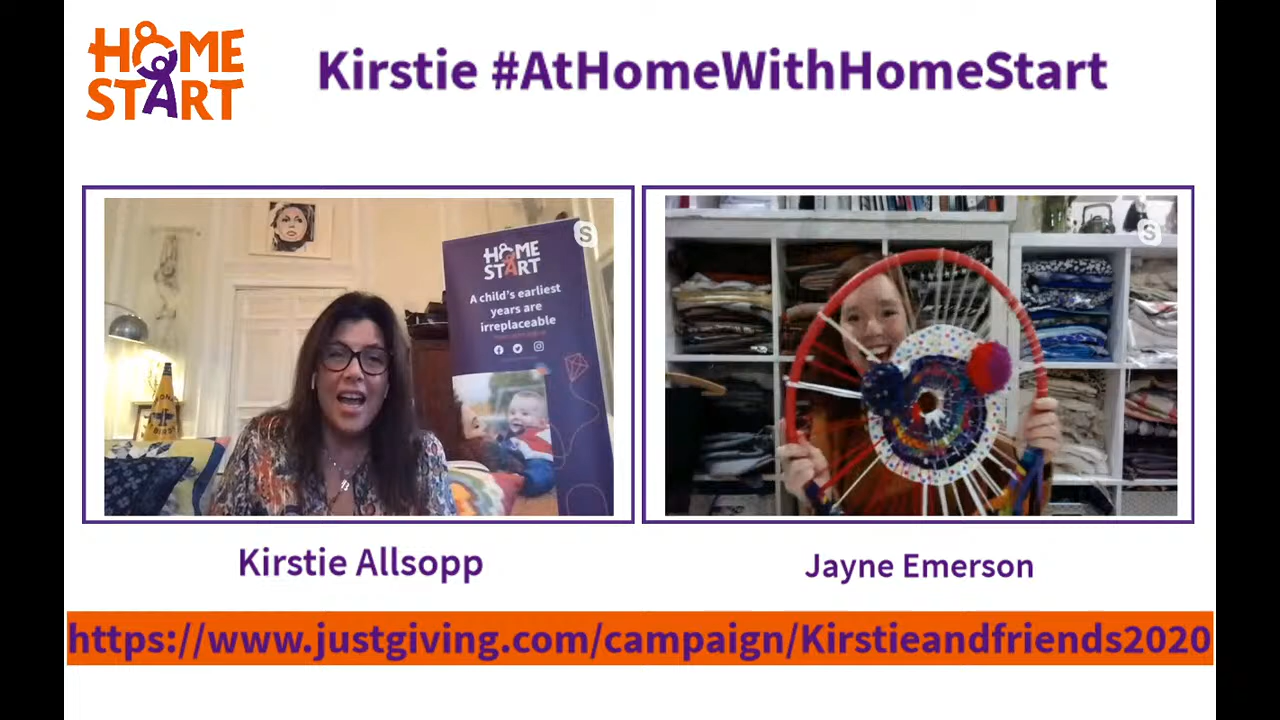 HOME
START
Kirstie #AtHomeWithHomeStart
HOME
START
A child's earliest
years are
irreplaceable
S
S
Kirstie Allsopp
Jayne Emerson
https://www.justgiving.com/campaign/Kirstieandfriends2020